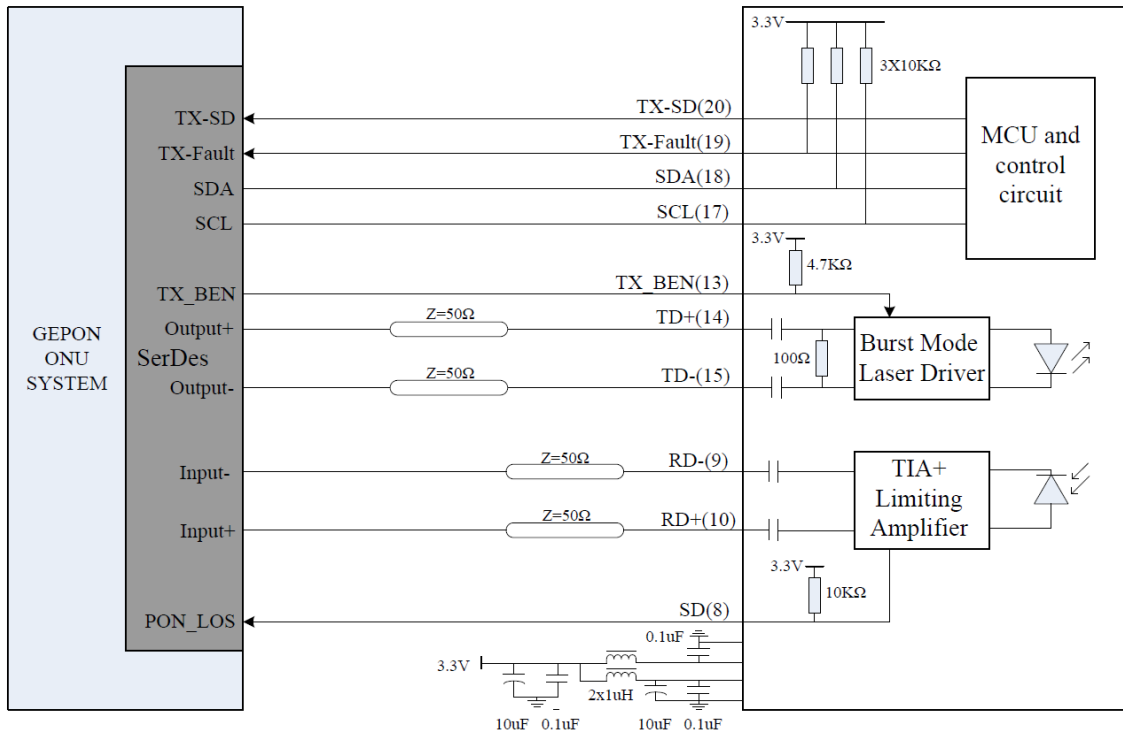 3.3V
3X10KΩ
TX-SD
TX-SD(20)
TX-Fault
TX-Fault(19)
SDA
SDA(18)
SCL
SCL(17)
MCU and
control
circuit
3.3V
4.7KΩ
TX_BEN
TX_BEN(13)
Output+
Z=50Ω
TD+(14)
GEPON
ONU
SYSTEM
SerDes
100Ω
Burst Mode
Laser Driver
Output-
Z=50Ω
TD-(15)
Input-
Z=50Ω
RD-(9)
TIA+
Limiting
Amplifier
Input+
Z=50Ω
RD+(10)
3.3V
10KΩ
PON_LOS
SD(8)
0.1uF
3.3V
2x1uH
10uF
0.1uF
10uF
0.1uF